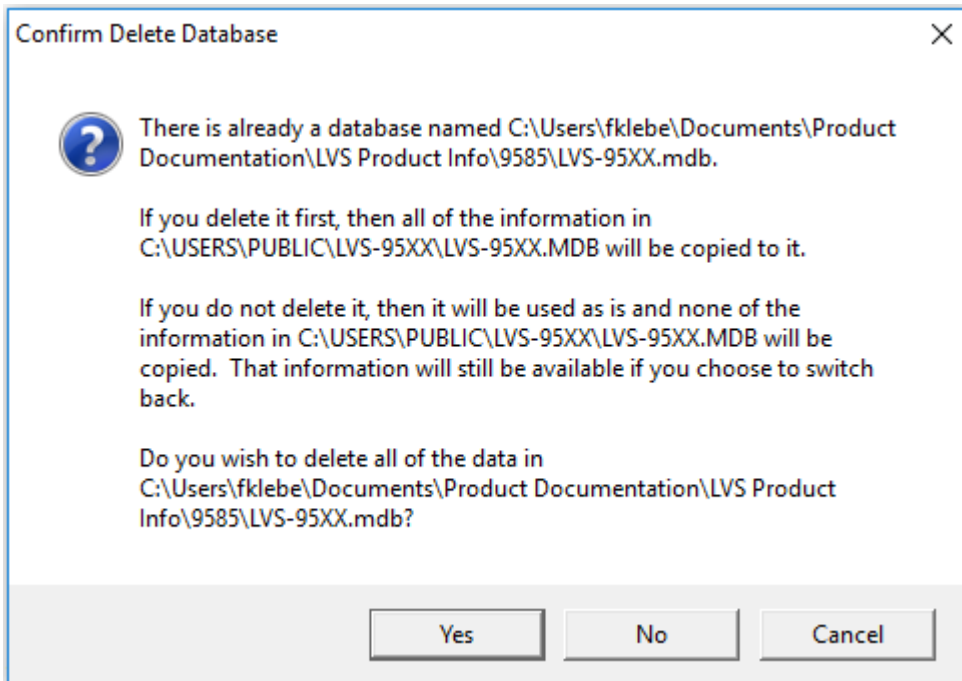 Confirm Delete Database
There is already a database named C:\Users\fklebe\Documents\Product
Documentation\LVS Product Info\9585\LVS-95XX.mdb.
If you delete it first, then all of the information in
C:\USERS\PUBLIC\LVS-95XX\LVS-95XX.MDB will be copied to it.
If you do not delete it, then it will be used as is and none of the
information in C:\USERS\PUBLIC\LVS-95XX\LVS-95XX.MDB will be
copied.  That information will still be available if you choose to switch
back.
Do you wish to delete all of the data in
C:\Users\fklebe\Documents\Product Documentation\LVS Product
Info\9585\LVS-95XX.mdb?
Yes No Cancel